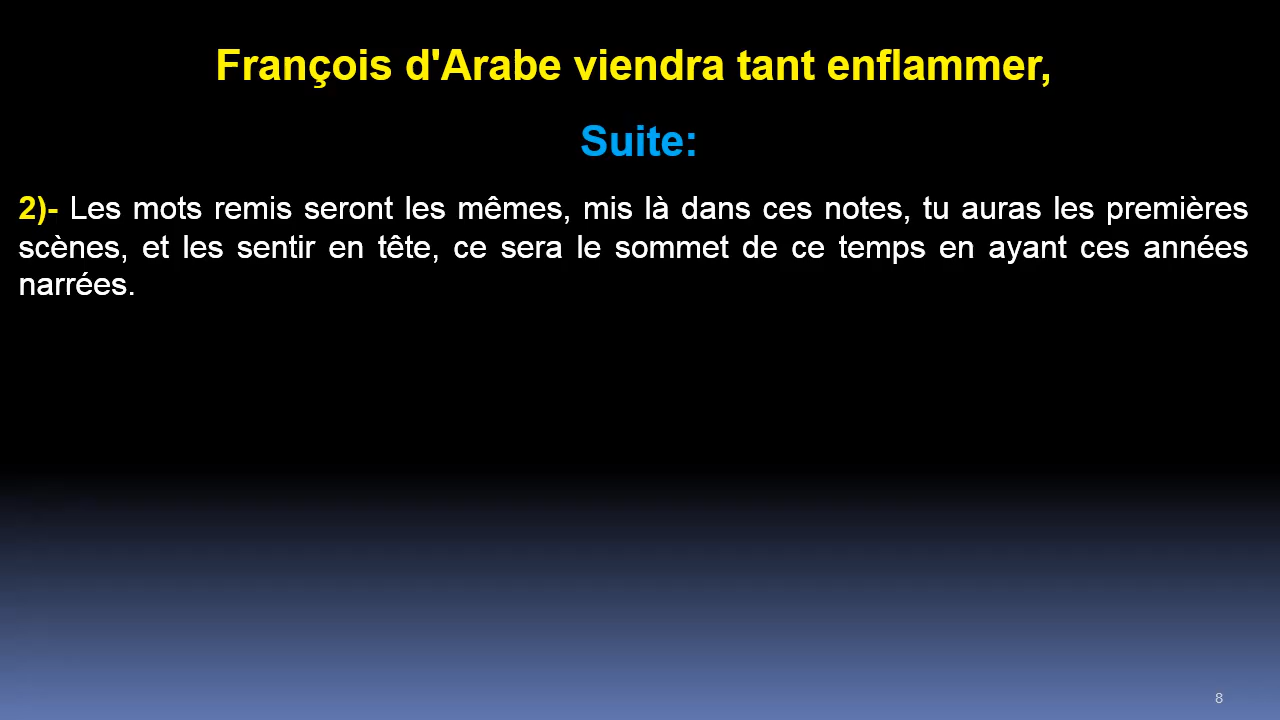 François d'Arabe viendra tant enflammer,
Suite:
2)- Les mots remis seront les mêmes, mis là dans ces notes, tu auras les premières
scènes, et les sentir en tête, ce sera le sommet de ce temps en ayant ces années
narrées.
8